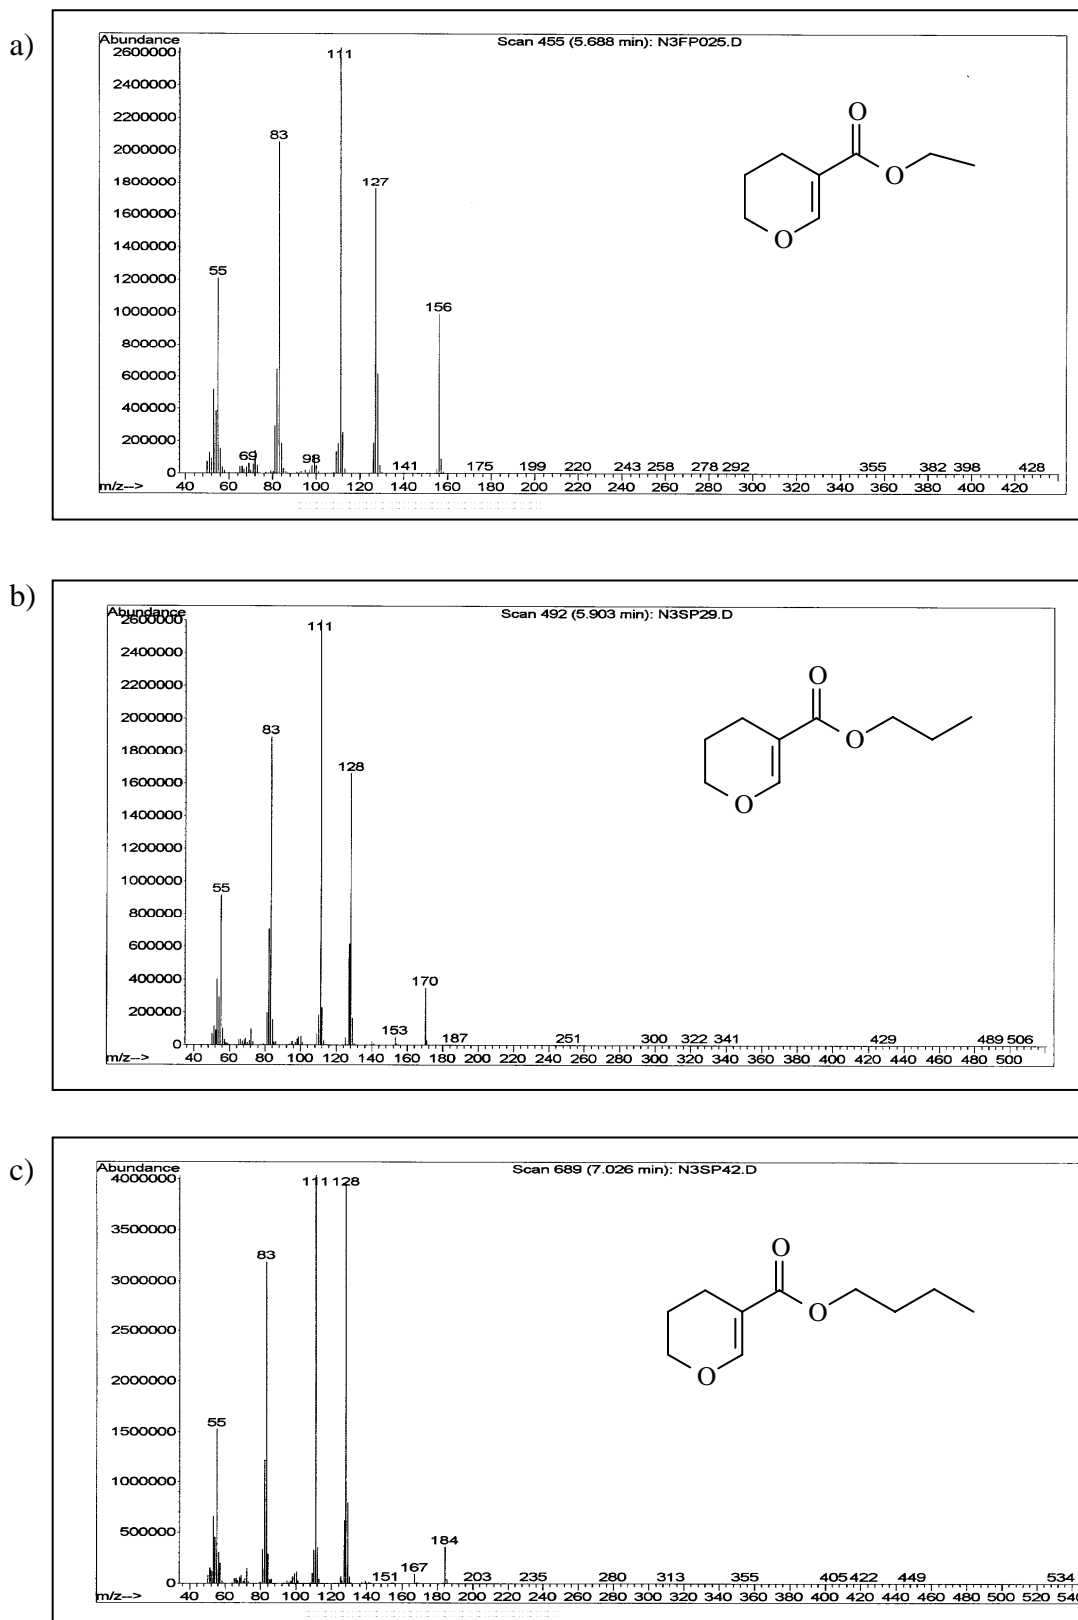 a)
Abundance
Scan 455 (5.688 min): N3FP025.D
2600000
2400000
2200000
2000000
1800000
1600000
1400000
1200000
1000000
800000
600000
400000
200000
0
111
83
127
55
156
69
98
141 175 199 220 243 258 278 292 355 382 398 428
m/z--> 40 60 80 100 120 140 160 180 200 220 240 260 280 300 320 340 360 380 400 420
O
O
O
b)
Abundance
Scan 492 (5.903 min): N3SP29.D
2600000
2400000
2200000
2000000
1800000
1600000
1400000
1200000
1000000
800000
600000
400000
200000
0
111
83
128
55
170
153 187 251 300 322 341 429 489 506
m/z--> 40 60 80 100 120 140 160 180 200 220 240 260 280 300 320 340 360 380 400 420 440 460 480 500
O
O
O
c)
Abundance
Scan 689 (7.026 min): N3SP42.D
4000000
3500000
3000000
2500000
2000000
1500000
1000000
500000
0
111 128
83
55
184
167
151 203 235 280 313 355 405 422 449 534
m/z--> 40 60 80 100 120 140 160 180 200 220 240 260 280 300 320 340 360 380 400 420 440 460 480 500 520 540
O
O
O